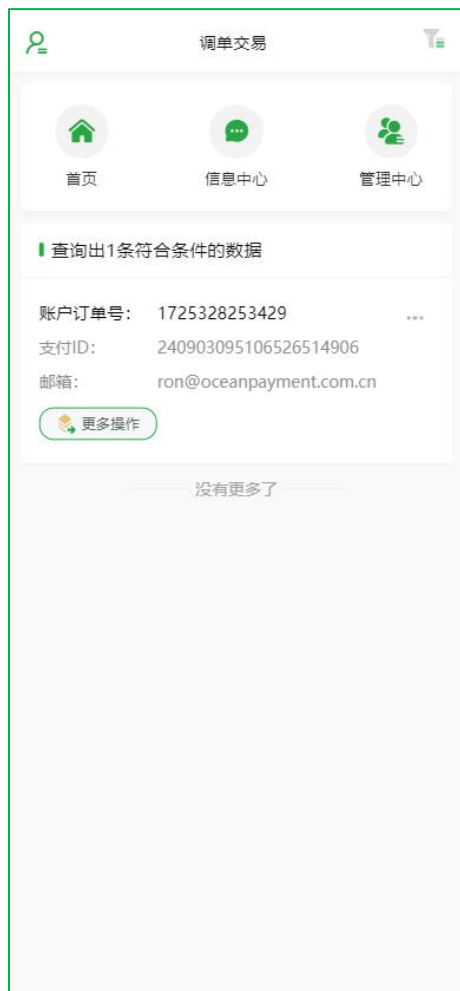 调单交易
首页 信息中心 管理中心
查询出1条符合条件的数据
账户订单号： 1725328253429
支付ID： 240903095106526514906
邮箱： ron@oceanpayment.com.cn
更多操作
没有更多了